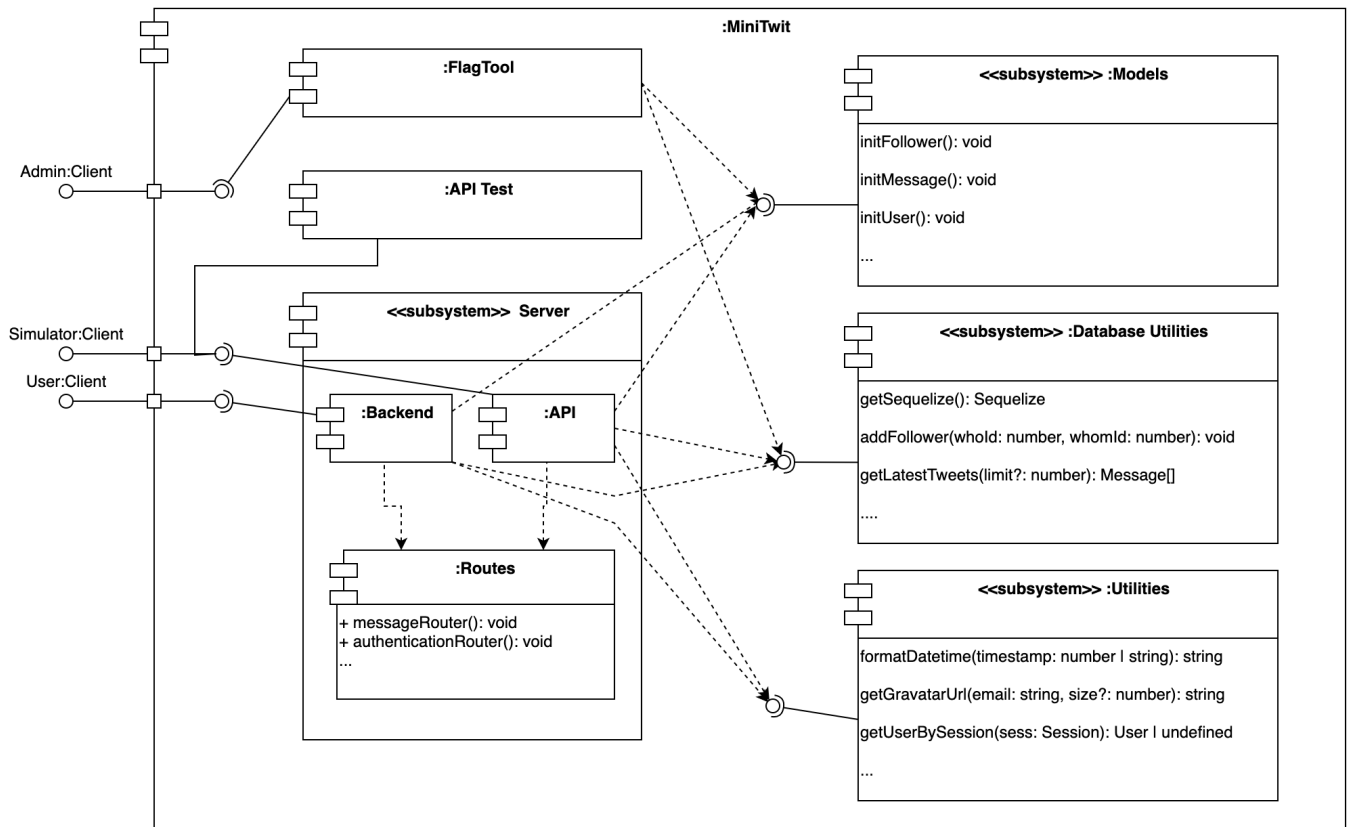 :MiniTwit
:FlagTool
Admin:Client
:API Test
Simulator:Client
User:Client
<<subsystem>> Server
:Backend
:API
:Routes
+ messageRouter(): void
+ authenticationRouter(): void
...
<<subsystem>> :Models
initFollower(): void
initMessage(): void
initUser(): void
...
<<subsystem>> :Database Utilities
getSequelize(): Sequelize
addFollower(whoId: number, whomId: number): void
getLatestTweets(limit?: number): Message[]
....
<<subsystem>> :Utilities
formatDatetime(timestamp: number | string): string
getGravatarUrl(email: string, size?: number): string
getUserBySession(sess: Session): User | undefined
...